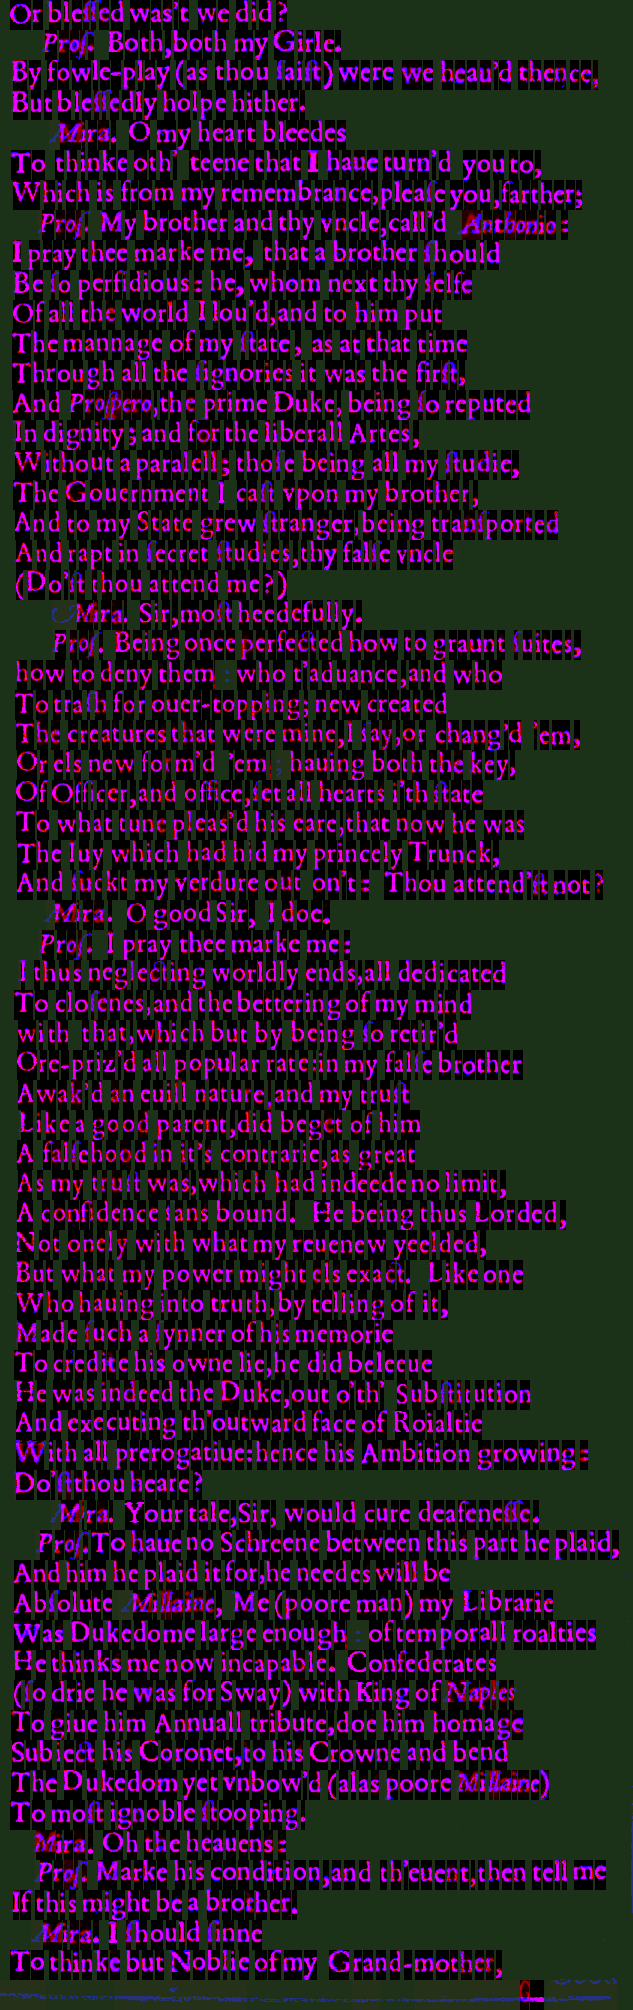 Or bleſſed was't we did?
Proſ. Both,both my Girle.
By fowle-play (as thou ſaiſt) were we heau'd thence,
But bleſſedly holpe hither.
Mira. O my heart bleedes
To thinke oth' teene that I haue turn'd you to,
Which is from my remembrance,pleaſe you,farther;
Proſ. My brother and thy vncle,call'd Anthonio:
I pray thee marke me, that a brother ſhould
Be ſo perfidious: he, whom next thy ſelfe
Of all the world I lou'd,and to him put
The mannage of my ſtate, as at that time
Through all the ſignories it was the firſt,
And Proſpero,the prime Duke, being ſo reputed
In dignity; and for the liberall Artes,
Without a paralell; thoſe being all my ſtudie,
The Gouernment I caſt vpon my brother,
And to my State grew ſtranger,being tranſported
And rapt in ſecret ſtudies,thy falſe vncle
(Do'ſt thou attend me?)
Mira. Sir,moſt heedefully.
Proſ. Being once perfected how to graunt ſuites,
how to deny them : who t'aduance,and who
To traſh for ouer-topping; new created
The creatures that were mine,I ſay,or chang'd 'em,
Or els new form'd 'em; hauing both the key,
Of Officer,and office,ſet all hearts i'th ſtate
To what tune pleas'd his eare,that now he was
The Iuy which had hid my princely Trunck,
And ſuckt my verdure out on't: Thou attend'ſt not?
Mira. O good Sir, I doe.
Proſ. I pray thee marke me:
I thus neglecting worldly ends,all dedicated
To cloſenes,and the bettering of my mind
with that,which but by being ſo retir'd
Ore-priz'd all popular rate:in my falſe brother
Awak'd an euill nature,and my truſt
Like a good parent,did beget of him
A falſehood in it's contrarie,as great
As my truſt was,which had indeede no limit,
A confidence ſans bound. He being thus Lorded,
Not onely with what my reuenew yeelded,
But what my power might els exact. Like one
Who hauing into truth,by telling of it,
Made ſuch a ſynner of his memorie
To credite his owne lie,he did beleeue
He was indeed the Duke,out o'th' Subſtitution
And executing th'outward face of Roialtie
With all prerogatiue:hence his Ambition growing:
Do'ſt thou heare?
Mira. Your tale,Sir, would cure deafeneſſe.
Proſ. To haue no Schreene between this part he plaid,
And him he plaid it for,he needes will be
Abſolute Millaine, Me (poore man) my Librarie
Was Dukedome large enough : of temporall roalties
He thinks me now incapable. Confederates
(ſo drie he was for Sway) with King of Naples
To giue him Annuall tribute,doe him homage
Subiect his Coronet,to his Crowne and bend
The Dukedom yet vnbow'd (alas poore Millaine)
To moſt ignoble ſtooping.
Mira. Oh the heauens:
Proſ. Marke his condition,and th'euent,then tell me
If this might be a brother.
Mira. I ſhould ſinne
To thinke but Noblie of my Grand-mother,